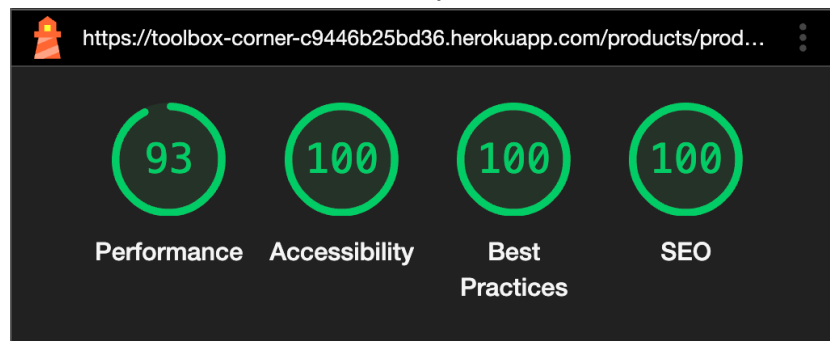 https://toolbox-corner-c9446b25bd36.herokuapp.com/products/prod...
93 100 100 100
Performance Accessibility Best Practices SEO